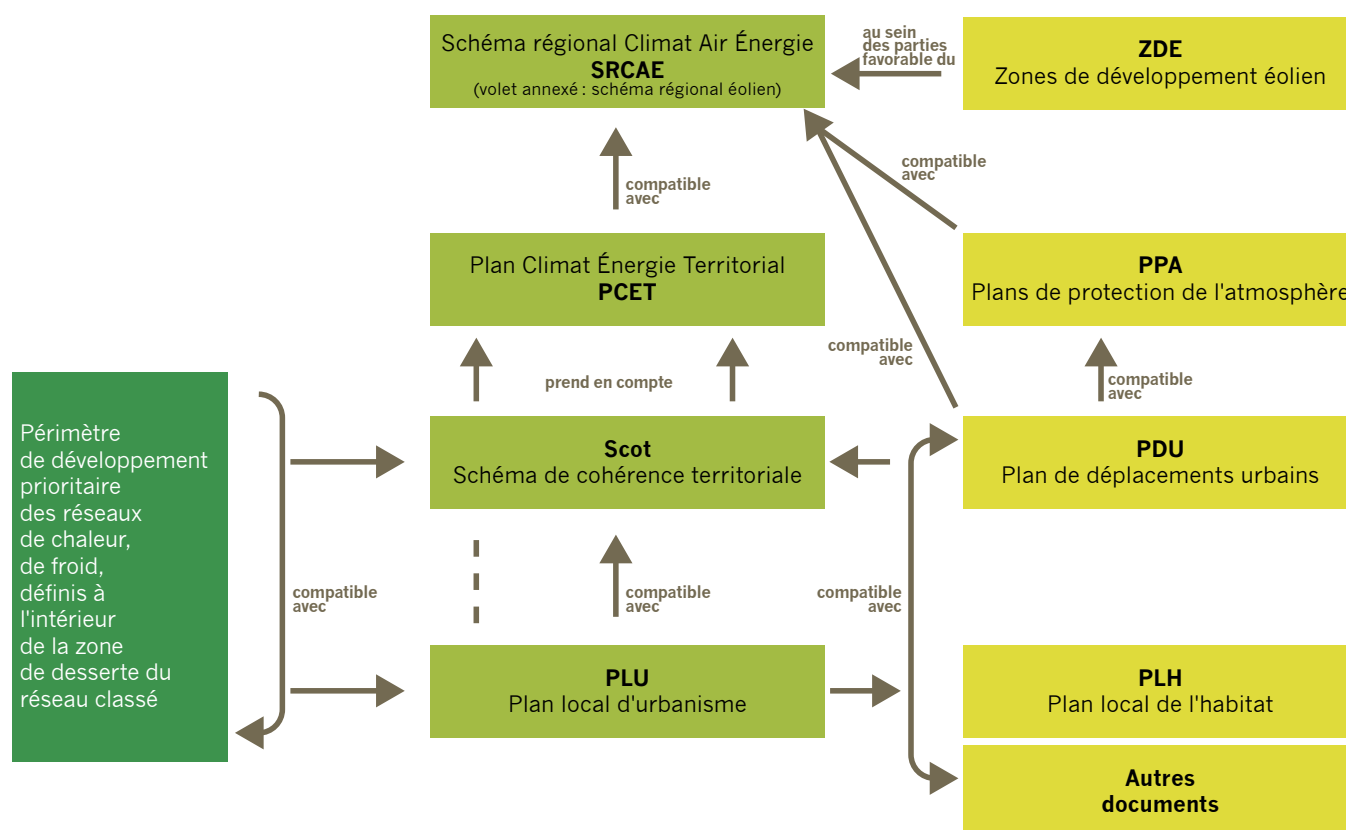 Schéma régional Climat Air Énergie
SRCAE
(volet annexé : schéma régional éolien)
au sein
des parties
favorable du
ZDE
Zones de développement éolien
compatible
avec
compatible
avec
Plan Climat Énergie Territorial
PCET
PPA
Plans de protection de l'atmosphère
compatible
avec
prend en compte
compatible
avec
Périmètre
de développement
prioritaire
des réseaux
de chaleur,
de froid,
définis à
l'intérieur
de la zone
de desserte du
réseau classé
Scot
Schéma de cohérence territoriale
PDU
Plan de déplacements urbains
compatible
avec
compatible
avec
compatible
avec
PLU
Plan local d'urbanisme
PLH
Plan local de l'habitat
Autres
documents